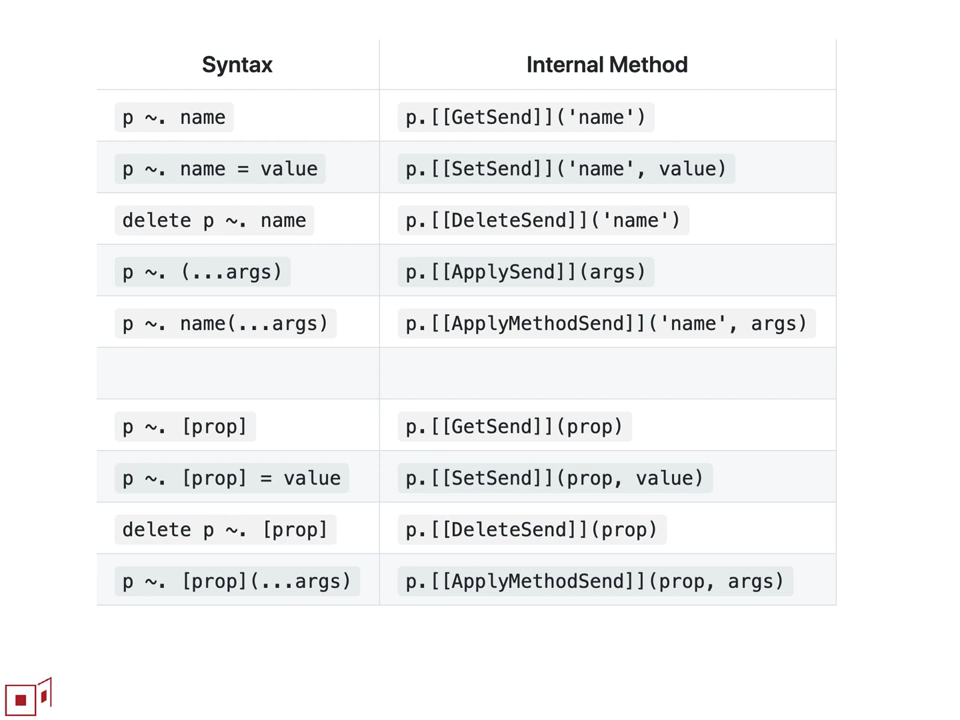 Syntax Internal Method
p ~. name p.[[GetSend]]('name')
p ~. name = value p.[[SetSend]]('name', value)
delete p ~. name p.[[DeleteSend]]('name')
p ~. (...args) p.[[ApplySend]](args)
p ~. name(...args) p.[[ApplyMethodSend]]('name', args)
p ~. [prop] p.[[GetSend]](prop)
p ~. [prop] = value p.[[SetSend]](prop, value)
delete p ~. [prop] p.[[DeleteSend]](prop)
p ~. [prop](...args) p.[[ApplyMethodSend]](prop, args)